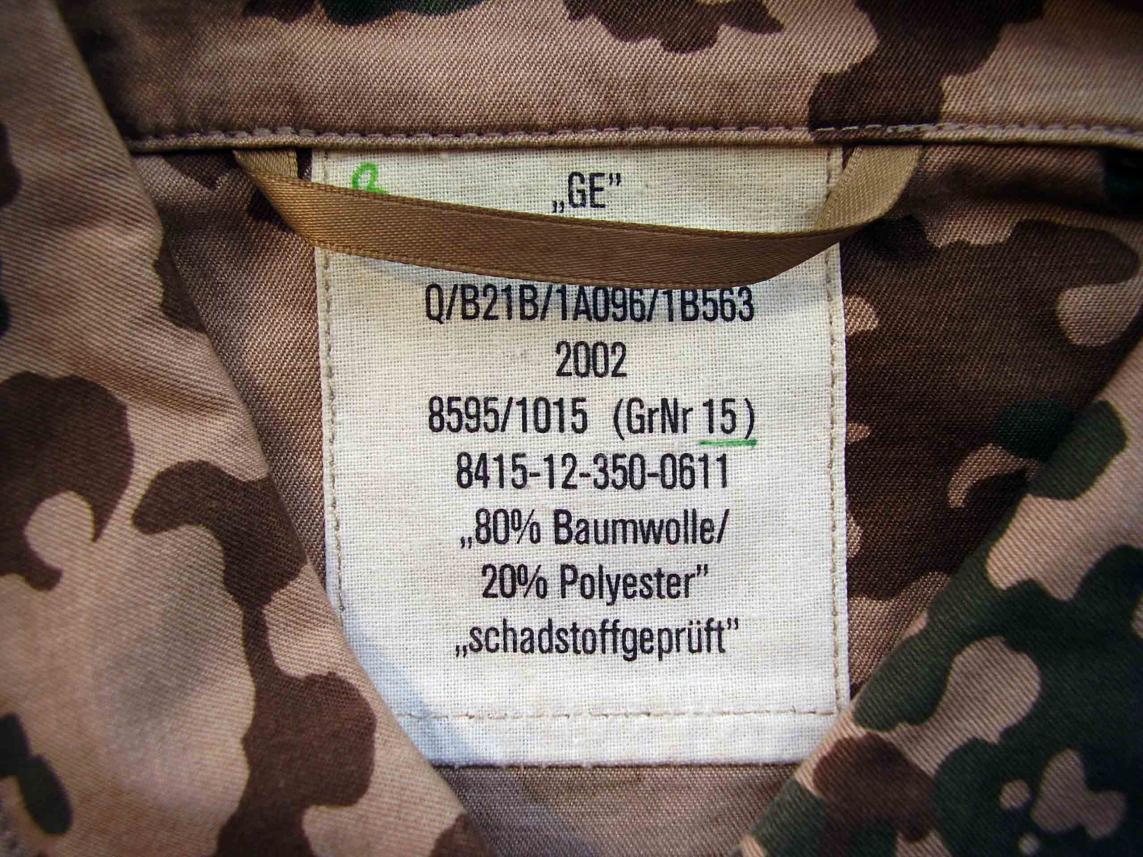 „GE”
Q/B21B/1A096/1B563
2002
8595/1015 (GrNr 15)
8415-12-350-0611
„80% Baumwolle/
20% Polyester”
„schadstoffgeprüft”